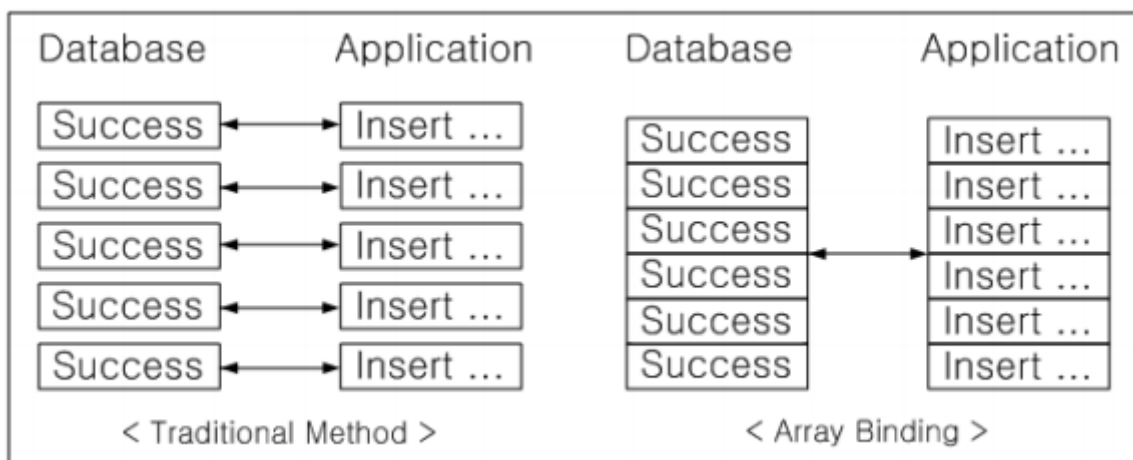 Database Application
Success Insert ...
Success Insert ...
Success Insert ...
Success Insert ...
Success Insert ...
< Traditional Method >
Database Application
Success Insert ...
Success Insert ...
Success Insert ...
Success Insert ...
Success Insert ...
Success Insert ...
< Array Binding >